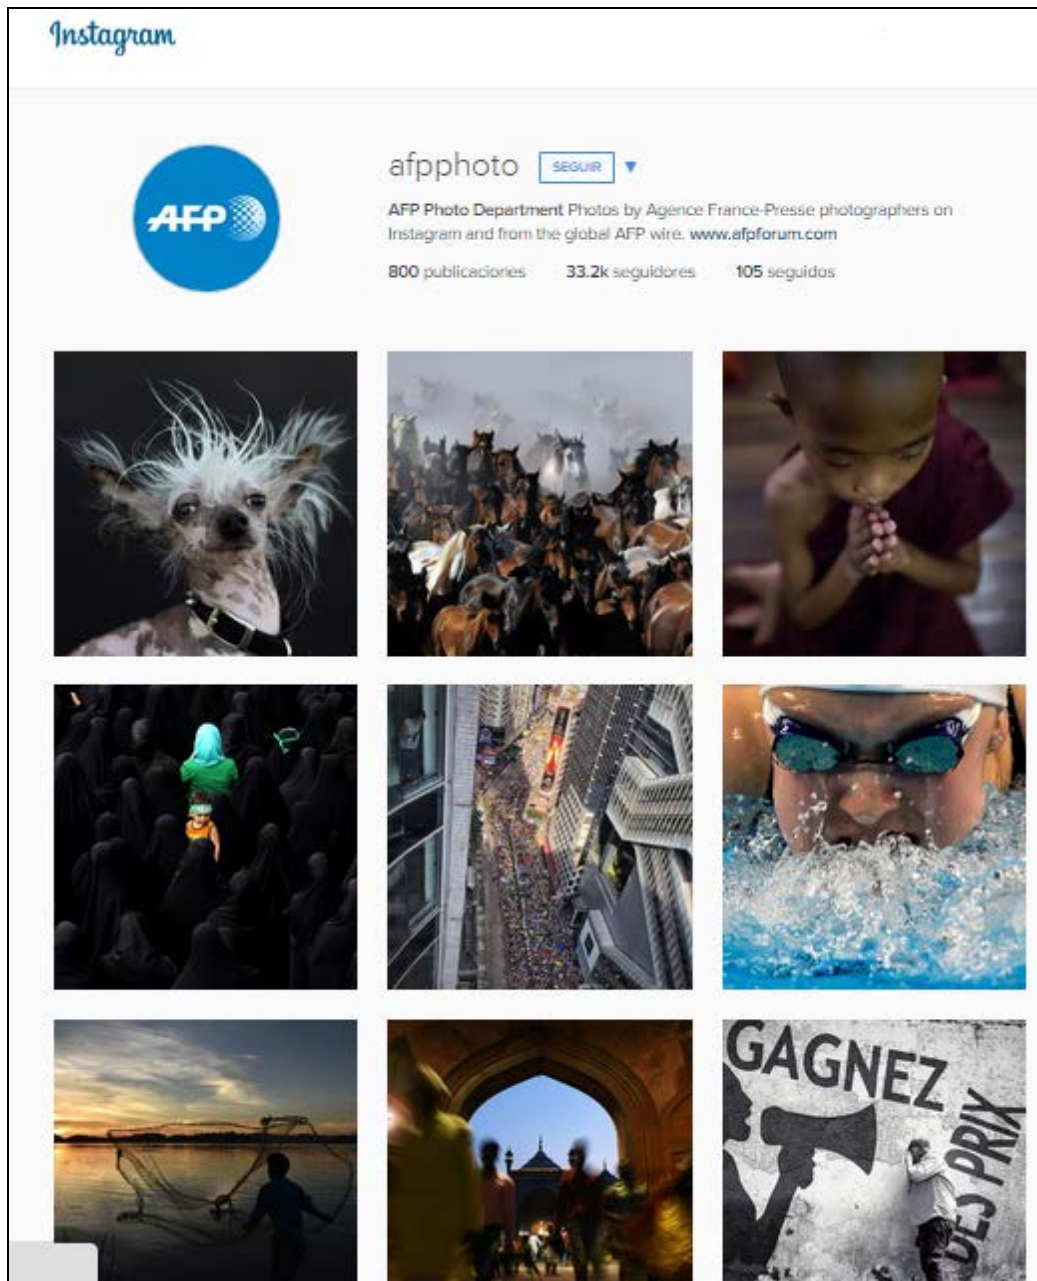 Instagram
afpphoto SEGUIR
AFP
AFP Photo Department Photos by Agence France-Presse photographers on
Instagram and from the global AFP wire. www.afpforum.com
800 publicaciones 33.2k seguidores 105 seguidos
GAGNEZ
DES PRIX